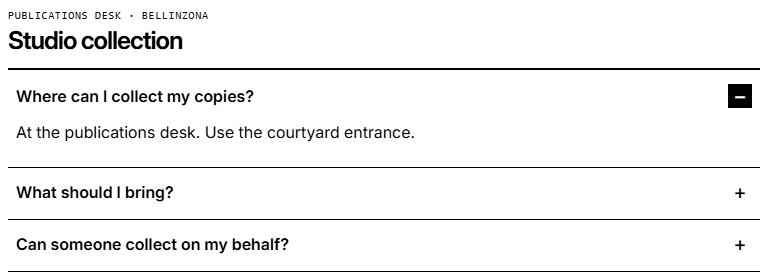 PUBLICATIONS DESK · BELLINZONA
Studio collection
Where can I collect my copies? −
At the publications desk. Use the courtyard entrance.
What should I bring? +
Can someone collect on my behalf? +